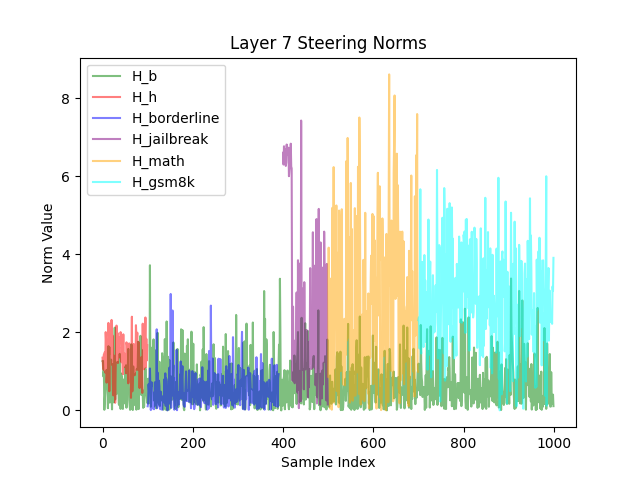 Layer 7 Steering Norms
H_b
H_h
H_borderline
H_jailbreak
H_math
H_gsm8k
Norm Value
8
6
4
2
0
0 200 400 600 800 1000
Sample Index